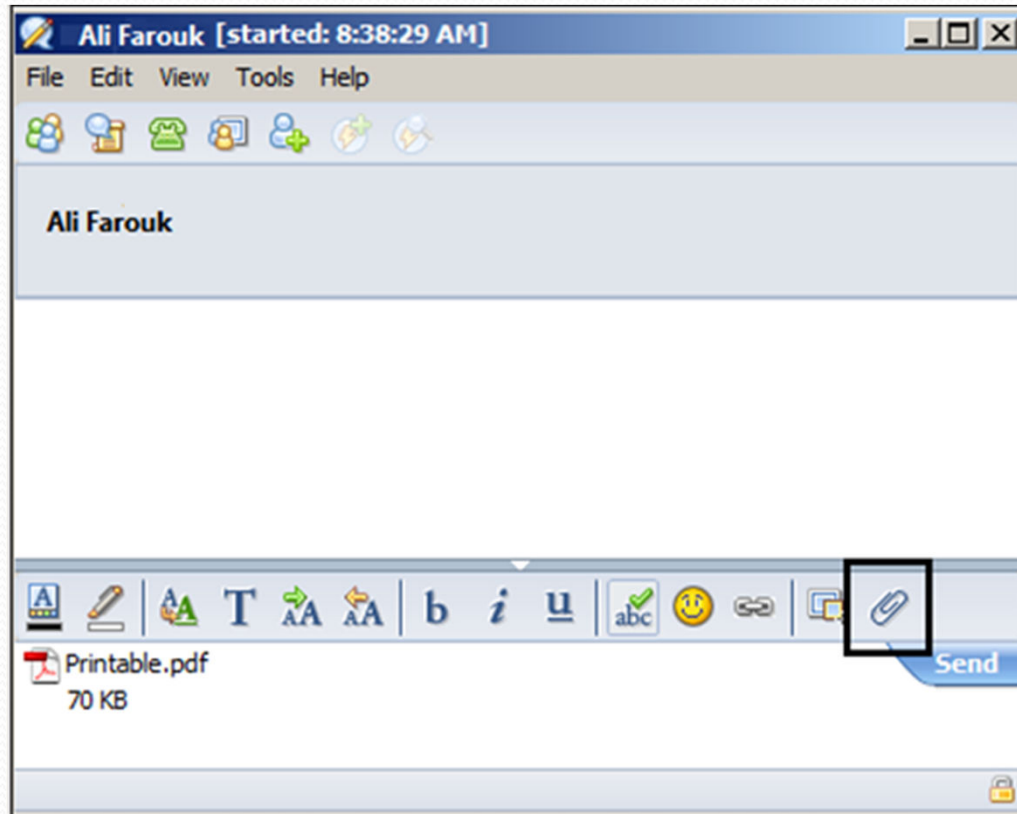 Ali Farouk [started: 8:38:29 AM]
File Edit View Tools Help
Ali Farouk
A A A T A A b i u abc
Printable.pdf
Send
70 KB